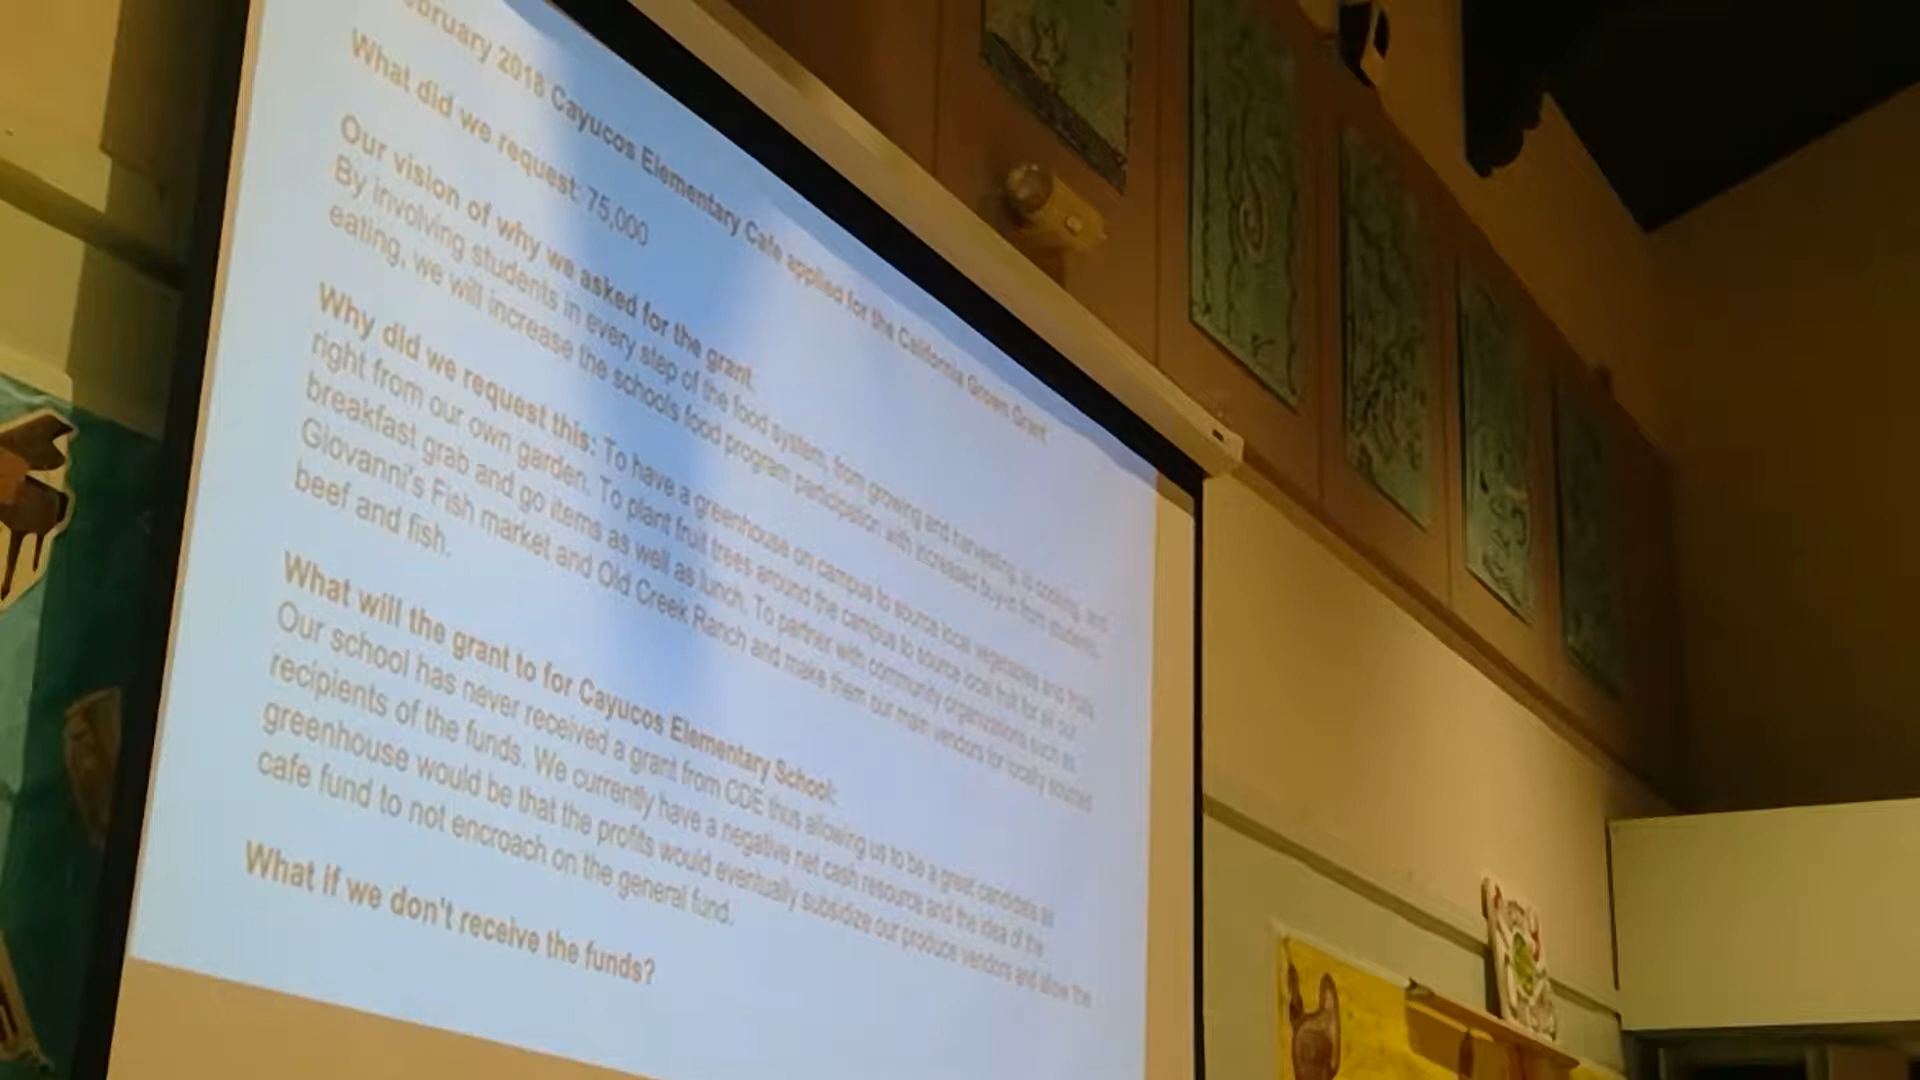 ebruary 2018 Cayucos Elementary Cafe applied for the California Grant
What did we request: 75,000
Our vision of why we asked for the grant.
By involving students in every step of the food system, from growing and harvesting, to cooking, and
eating, we will increase the schools food program participation with increased buy-in from students.
Why did we request this: To have a greenhouse on campus to source local vegetables and fruits
right from our own garden. To plant fruit trees around the campus to source local fruit for all our
breakfast grab and go items as well as lunch. To partner with community organizations such as
Giovanni's Fish market and Old Creek Ranch and make them our main vendors for locally sourced
beef and fish.
What will the grant to for Cayucos Elementary School:
Our school has never received a grant from CDE thus allowing us to be a great candidate as
recipients of the funds. We currently have a negative net cash resource and the idea of the
greenhouse would be that the profits would eventually subsidize our produce vendors and allow the
cafe fund to not encroach on the general fund.
What if we don't receive the funds?